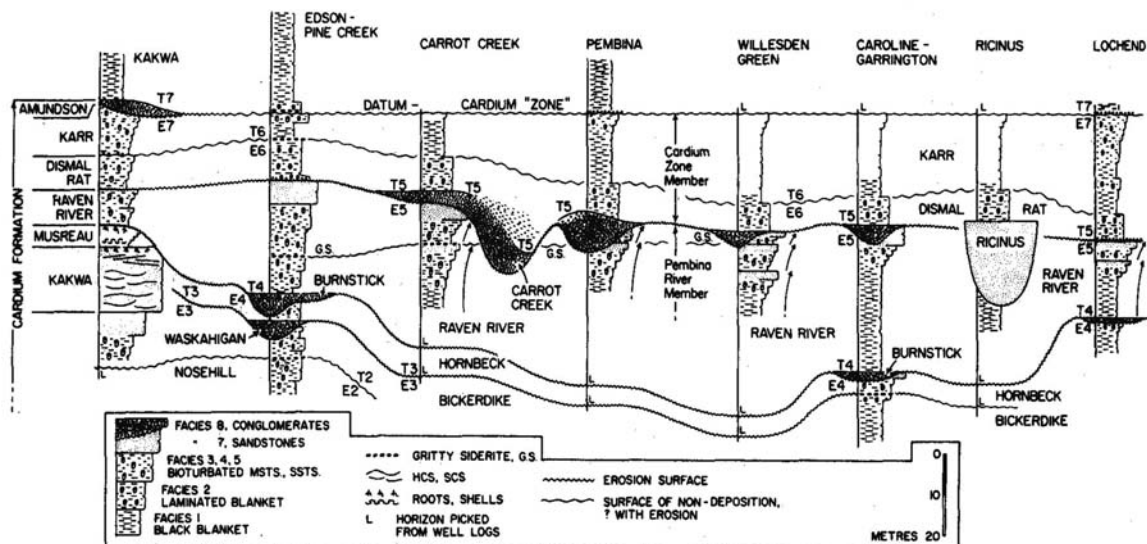 KAKWA
EDSON -
PINE CREEK
CARROT CREEK
PEMBINA
WILLESDEN
GREEN
CAROLINE -
GARRINGTON
RICINUS
LOCHEND
CARDIUM FORMATION
AMUNDSON
KARR
DISMAL
RAT
RAVEN
RIVER
MUSREAU
KAKWA
T7
E7
DATUM -
CARDIUM "ZONE"
L
L
L
T7
E7
T6
E6
Cardium
Zone
Member
KARR
T6
E6
DISMAL
RAT
T5
E5
T5
T5
T5
T5
E5
T5
E5
G.S.
G.S.
G.S.
RICINUS
CARROT
CREEK
Pembina
River
Member
RAVEN RIVER
RAVEN RIVER
RAVEN
RIVER
T3
E3
T4
E4
BURNSTICK
WASKAHIGAN
NOSEHILL
T2
E2
L
L
T3
E3
L
L
L
L
L
HORNBECK
BICKERDIKE
T4
E4
BURNSTICK
L
L
HORNBECK
BICKERDIKE
T4
E4
FACIES 8, CONGLOMERATES
" 7, SANDSTONES
FACIES 3, 4, 5
BIOTURBATED MSTS., SSTS.
FACIES 2
LAMINATED BLANKET
FACIES 1
BLACK BLANKET
GRITTY SIDERITE, G.S.
HCS, SCS
ROOTS, SHELLS
L HORIZON PICKED
FROM WELL LOGS
EROSION SURFACE
SURFACE OF NON-DEPOSITION,
? WITH EROSION
0
10
METRES 20